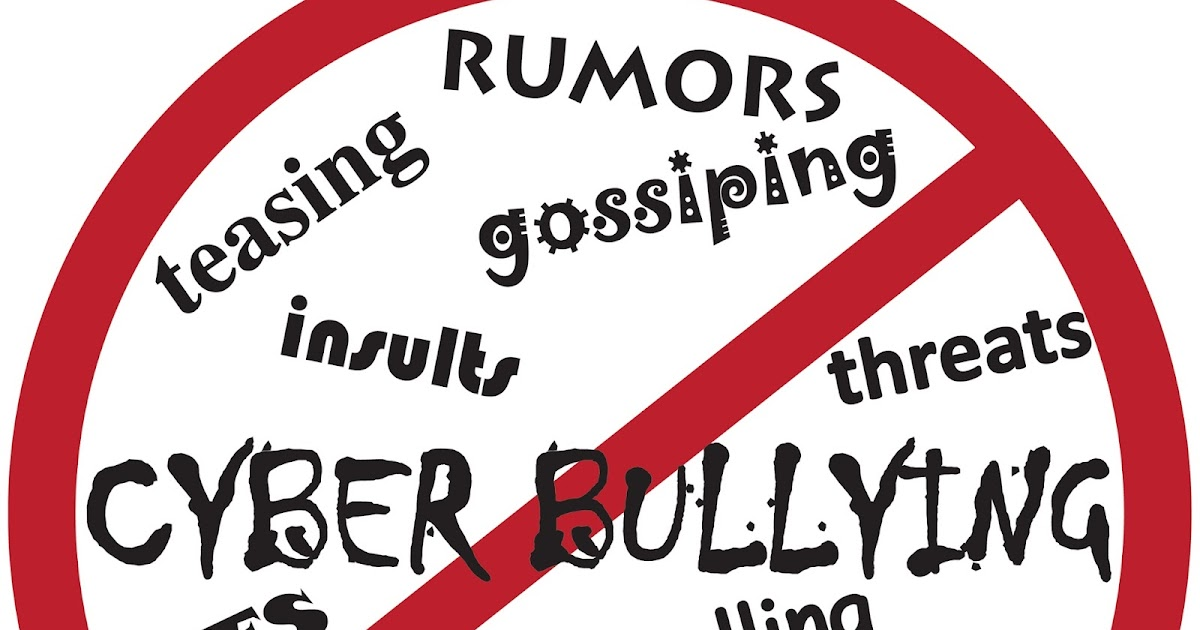 RUMORS
teasing
gossiping
insults
threats
CYBER BULLYING